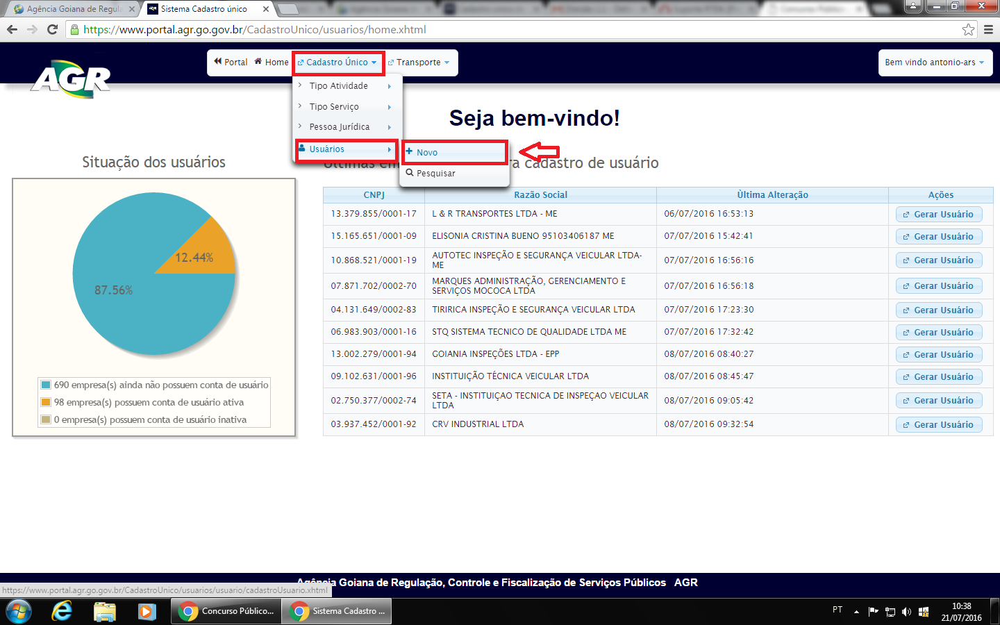 Agência Goiana de Regula
Sistema Cadastro único
https://www.portal.agr.go.gov.br/CadastroUnico/usuarios/home.xhtml
AGR
Portal
Home
Cadastro Único
Transporte
Bem vindo antonio-ars
Tipo Atividade
Tipo Serviço
Pessoa Jurídica
Usuários
Novo
Pesquisar
Seja bem-vindo!
Situação dos usuários
12.44%
87.56%
690 empresa(s) ainda não possuem conta de usuário
98 empresa(s) possuem conta de usuário ativa
0 empresa(s) possuem conta de usuário inativa
cadastro de usuário
CNPJ Razão Social Ùltima Alteração Ações
13.379.855/0001-17 L & R TRANSPORTES LTDA - ME 06/07/2016 16:53:13 Gerar Usuário
15.165.651/0001-09 ELISONIA CRISTINA BUENO 95103406187 ME 07/07/2016 15:42:41 Gerar Usuário
10.868.521/0001-19 AUTOTEC INSPEÇÃO E SEGURANÇA VEICULAR LTDA- 07/07/2016 16:56:16 Gerar Usuário
ME
07.871.702/0002-70 MARQUES ADMINISTRAÇÃO, GERENCIAMENTO E 07/07/2016 16:56:18 Gerar Usuário
SERVIÇOS MOCOCA LTDA
04.131.649/0002-83 TIRIRICA INSPEÇÃO E SEGURANÇA VEICULAR LTDA 07/07/2016 17:23:30 Gerar Usuário
06.983.903/0001-16 STQ SISTEMA TECNICO DE QUALIDADE LTDA ME 07/07/2016 17:32:42 Gerar Usuário
13.002.279/0001-94 GOIANIA INSPEÇÕES LTDA - EPP 08/07/2016 08:40:27 Gerar Usuário
09.102.631/0001-96 INSTITUIÇÃO TÉCNICA VEICULAR LTDA 08/07/2016 08:45:47 Gerar Usuário
02.750.377/0002-74 SETA - INSTITUIÇAO TECNICA DE INSPEÇAO VEICULAR 08/07/2016 09:05:42 Gerar Usuário
LTDA
03.937.452/0001-92 CRV INDUSTRIAL LTDA 08/07/2016 09:32:54 Gerar Usuário
Agência Goiana de Regulação, Controle e Fiscalização de Serviços Públicos AGR
https://www.portal.agr.go.gov.br/CadastroUnico/usuarios/usuario/cadastroUsuario.xhtml
Concurso Público...
Sistema Cadastro ...
PT
10:38
21/07/2016